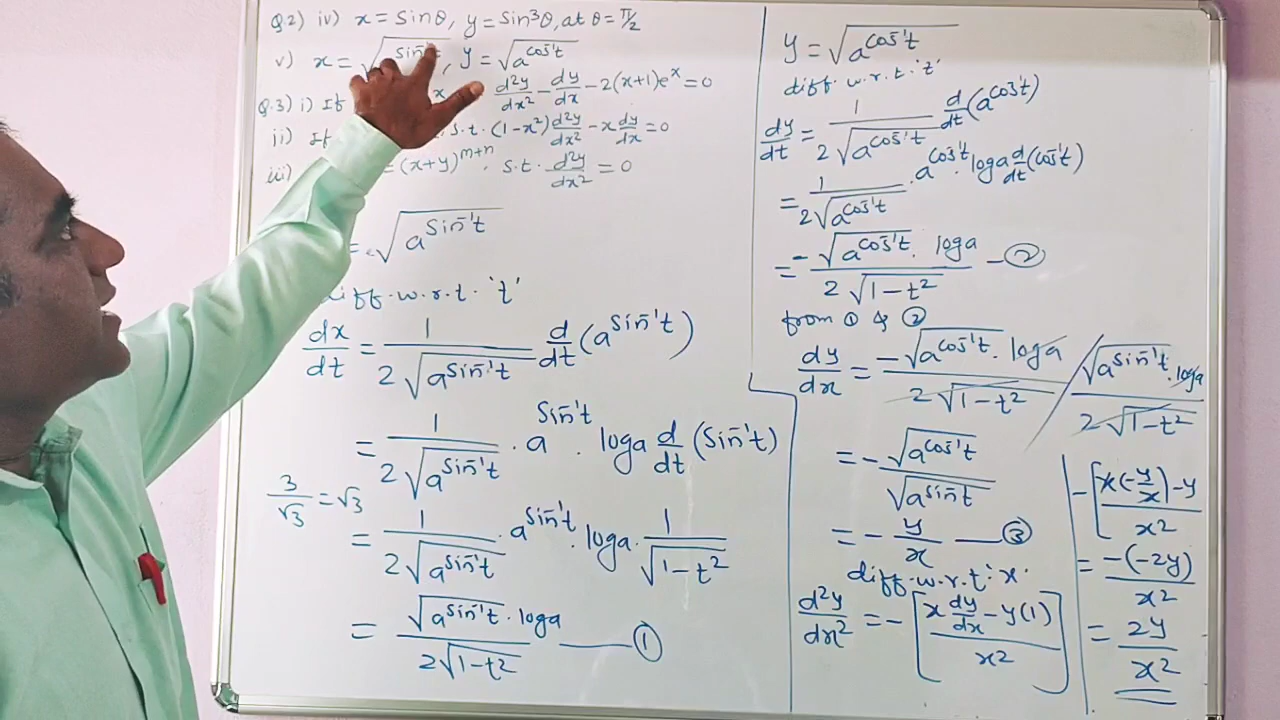 Q.2) iv) x = sinθ, y = sin³θ, at θ = π/2
v) x = √ sin⁻¹ , y = √(a^(cos⁻¹t))
Q.3) i) If x d²y/dx² - dy/dx - 2(x+1)eˣ = 0
ii) If s.t. (1-x²) d²y/dx² - x dy/dx = 0
iii) = (x+y)^(m+n) . s.t. d²y/dx² = 0
= √(a^(Sin⁻¹t))
diff. w.r.t. 't'
dx/dt = 1/(2√(a^(Sin⁻¹t))) d/dt (a^(Sin⁻¹t))
= 1/(2√(a^(Sin⁻¹t))) . a^(Sin⁻¹t) . loga d/dt (Sin⁻¹t)
3/√3 = √3
= 1/(2√(a^(Sin⁻¹t))) . a^(Sin⁻¹t) . loga . 1/√(1-t²)
= √(a^(Sin⁻¹t)) . loga / (2√(1-t²)) — ①
y = √(a^(cos⁻¹t))
diff w.r.t. 't'
dy/dt = 1/(2√(a^(cos⁻¹t))) d/dt (a^(cos⁻¹t))
= 1/(2√(a^(cos⁻¹t))) . a^(cos⁻¹t) . loga d/dt (cos⁻¹t)
= -√(a^(cos⁻¹t)) . loga / (2√(1-t²)) — ②
from ① & ②
dy/dx = -√(a^(cos⁻¹t)) . loga / (2√(1-t²)) / √(a^(Sin⁻¹t)) . loga / (2√(1-t²))
= - √(a^(cos⁻¹t)) / √(a^(sin⁻¹t))
= - y/x — ③
diff. w.r.t. 'x'
d²y/dx² = - [(x dy/dx - y(1))/x²]
- [(x(-y/x) - y)/x²
= -(-2y)/x²
= 2y/x²